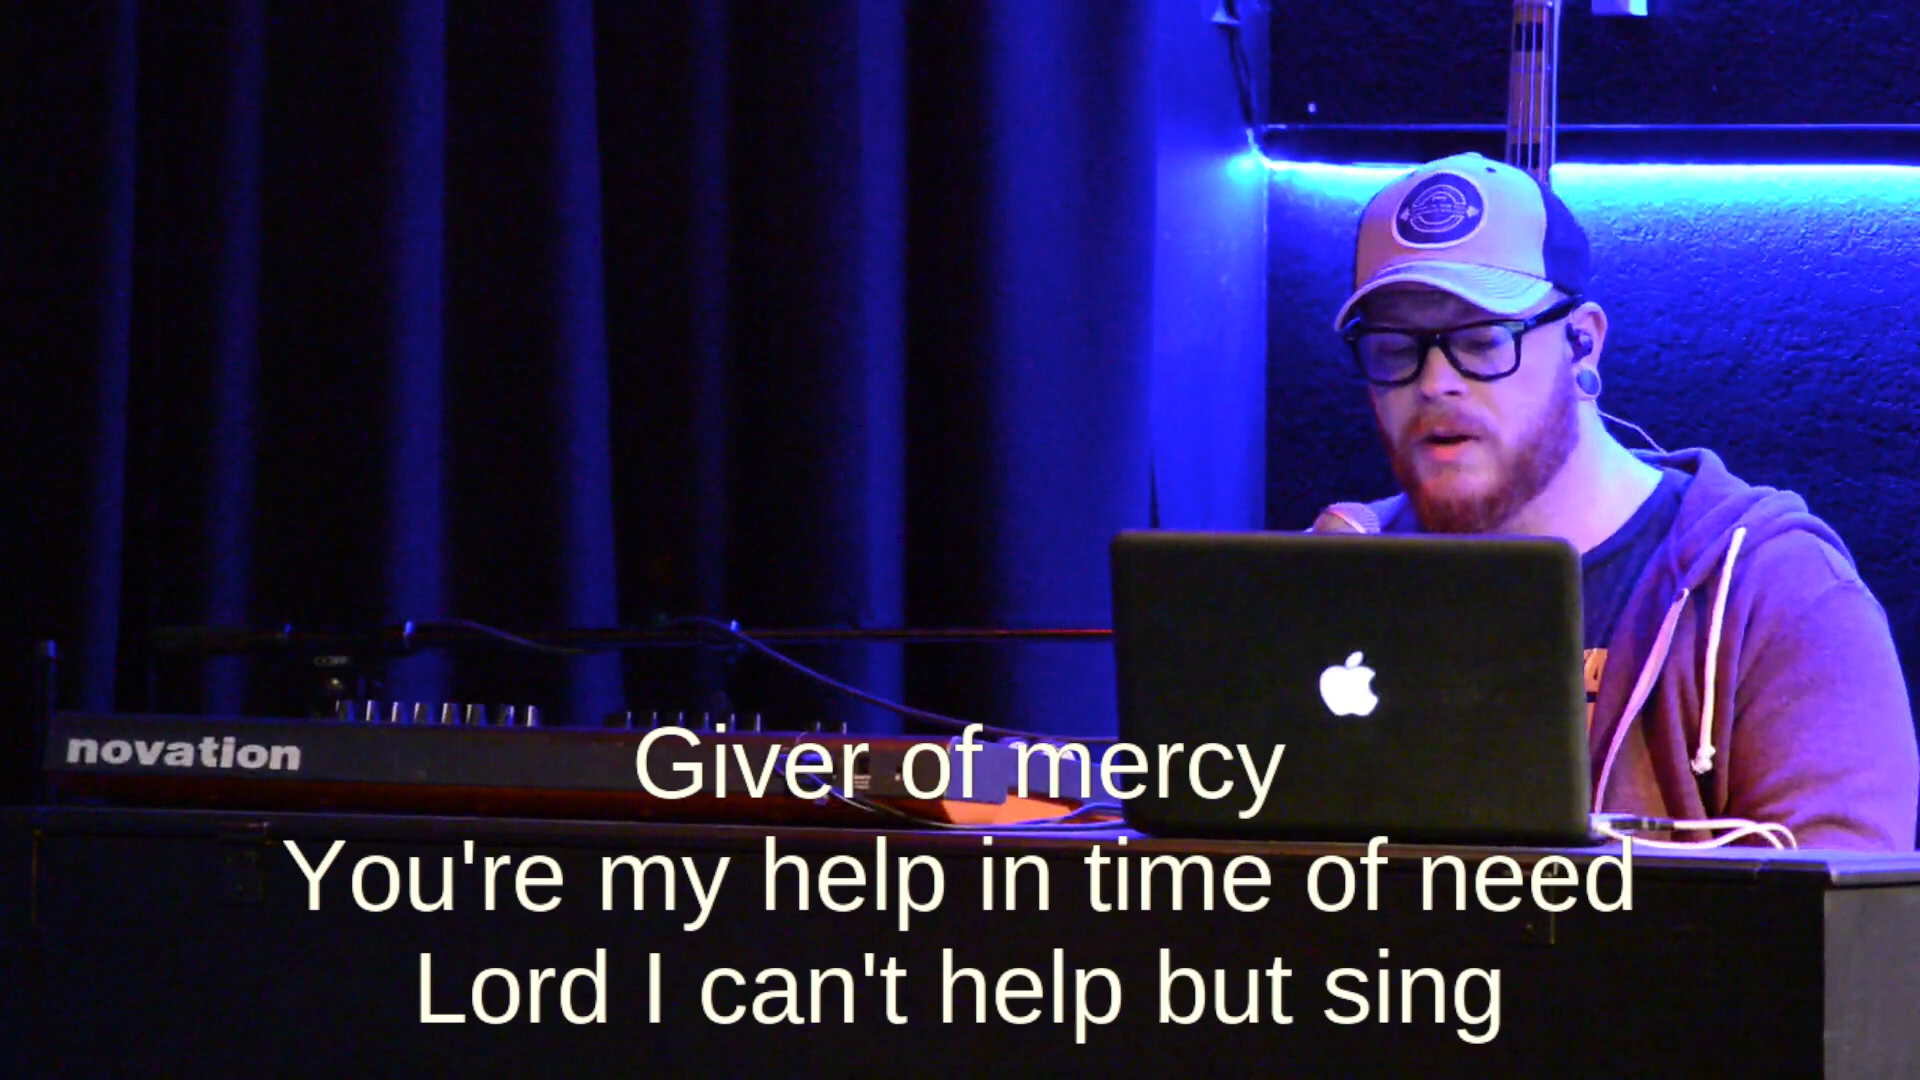 novation
Giver of mercy
You're my help in time of need
Lord I can't help but sing